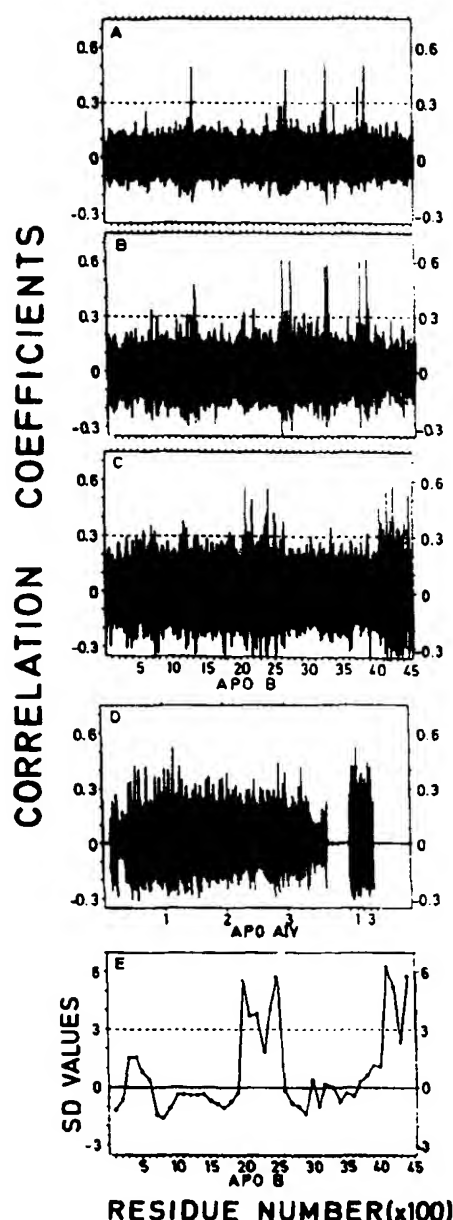 CORRELATION COEFFICIENTS
A
0.6 0.6
0.3 0.3
0 0
-0.3 -0.3
B
0.6 0.6
0.3 0.3
0 0
-0.3 -0.3
C
0.6 0.6
0.3 0.3
0 0
-0.3 -0.3
5 10 15 20 25 30 35 40 45
APO B
D
0.6 0.6
0.3 0.3
0 0
-0.3 -0.3
1 2 3 1 3
APO AIV
SD VALUES
E
6 6
3 3
0 0
-3 -3
5 10 15 20 25 30 35 40 45
APO B
RESIDUE NUMBER(x100)